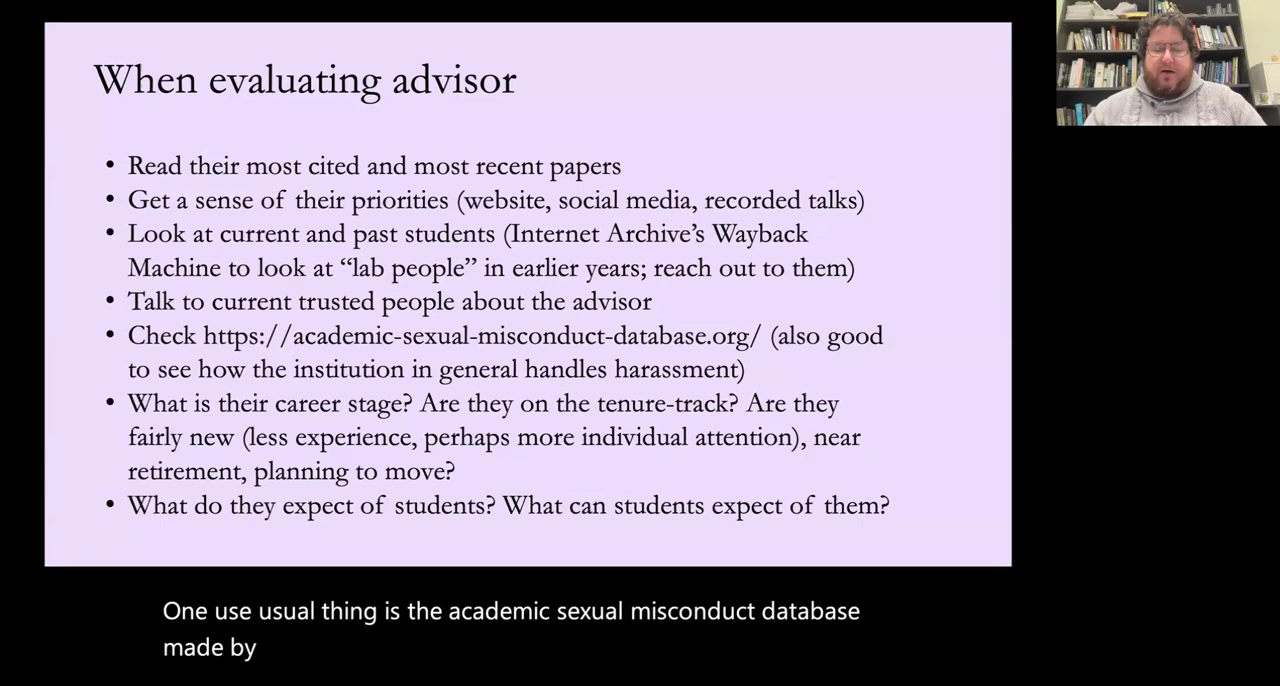 When evaluating advisor
• Read their most cited and most recent papers
• Get a sense of their priorities (website, social media, recorded talks)
• Look at current and past students (Internet Archive’s Wayback
Machine to look at “lab people” in earlier years; reach out to them)
• Talk to current trusted people about the advisor
• Check https://academic-sexual-misconduct-database.org/ (also good
to see how the institution in general handles harassment)
• What is their career stage? Are they on the tenure-track? Are they
fairly new (less experience, perhaps more individual attention), near
retirement, planning to move?
• What do they expect of students? What can students expect of them?
One use usual thing is the academic sexual misconduct database
made by